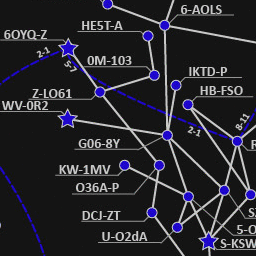 6-AOLS
HE5T-A
6OYQ-Z
2-1
0M-103
5-7
IKTD-P
Z-LO61
HB-FSO
WV-0R2
8-11
2-1
G06-8Y
R
KW-1MV
O36A-P
DCJ-ZT
U-O2dA
5-O
S-KSW